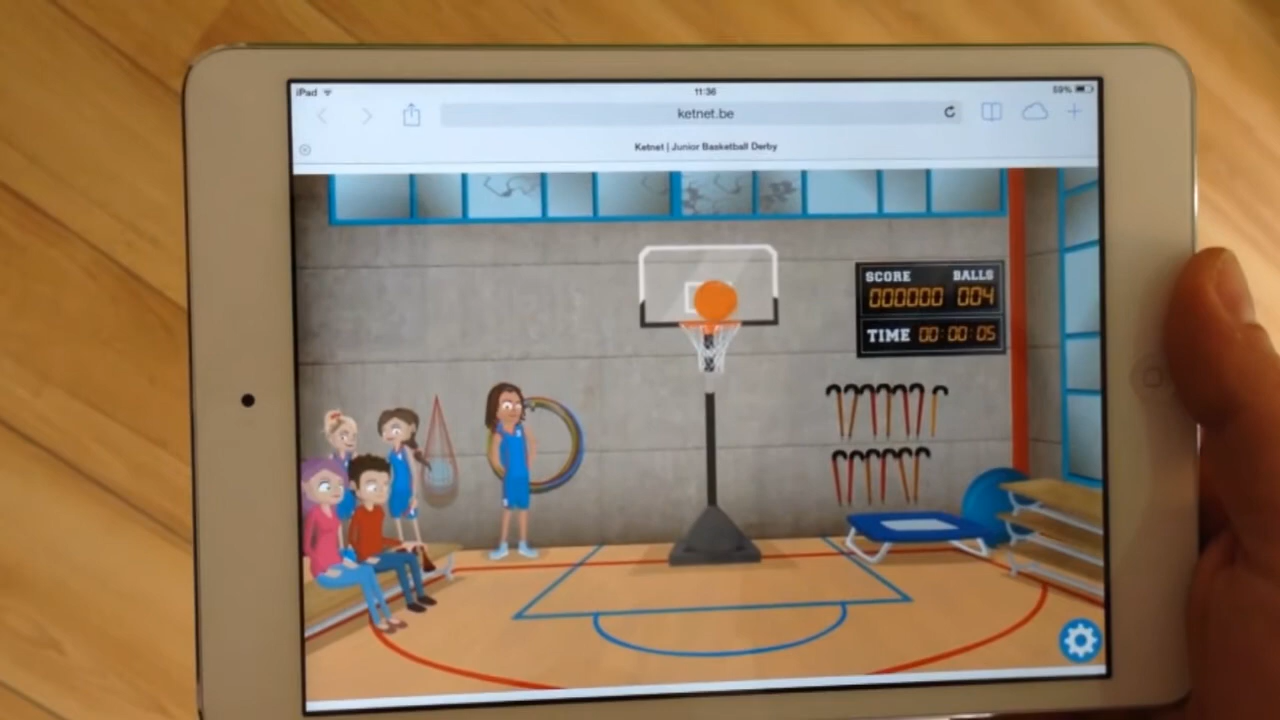 iPad 11:36 59%
ketnet.be
Ketnet | Junior Basketball Derby
SCORE BALLS
000000 004
TIME 00:00:05